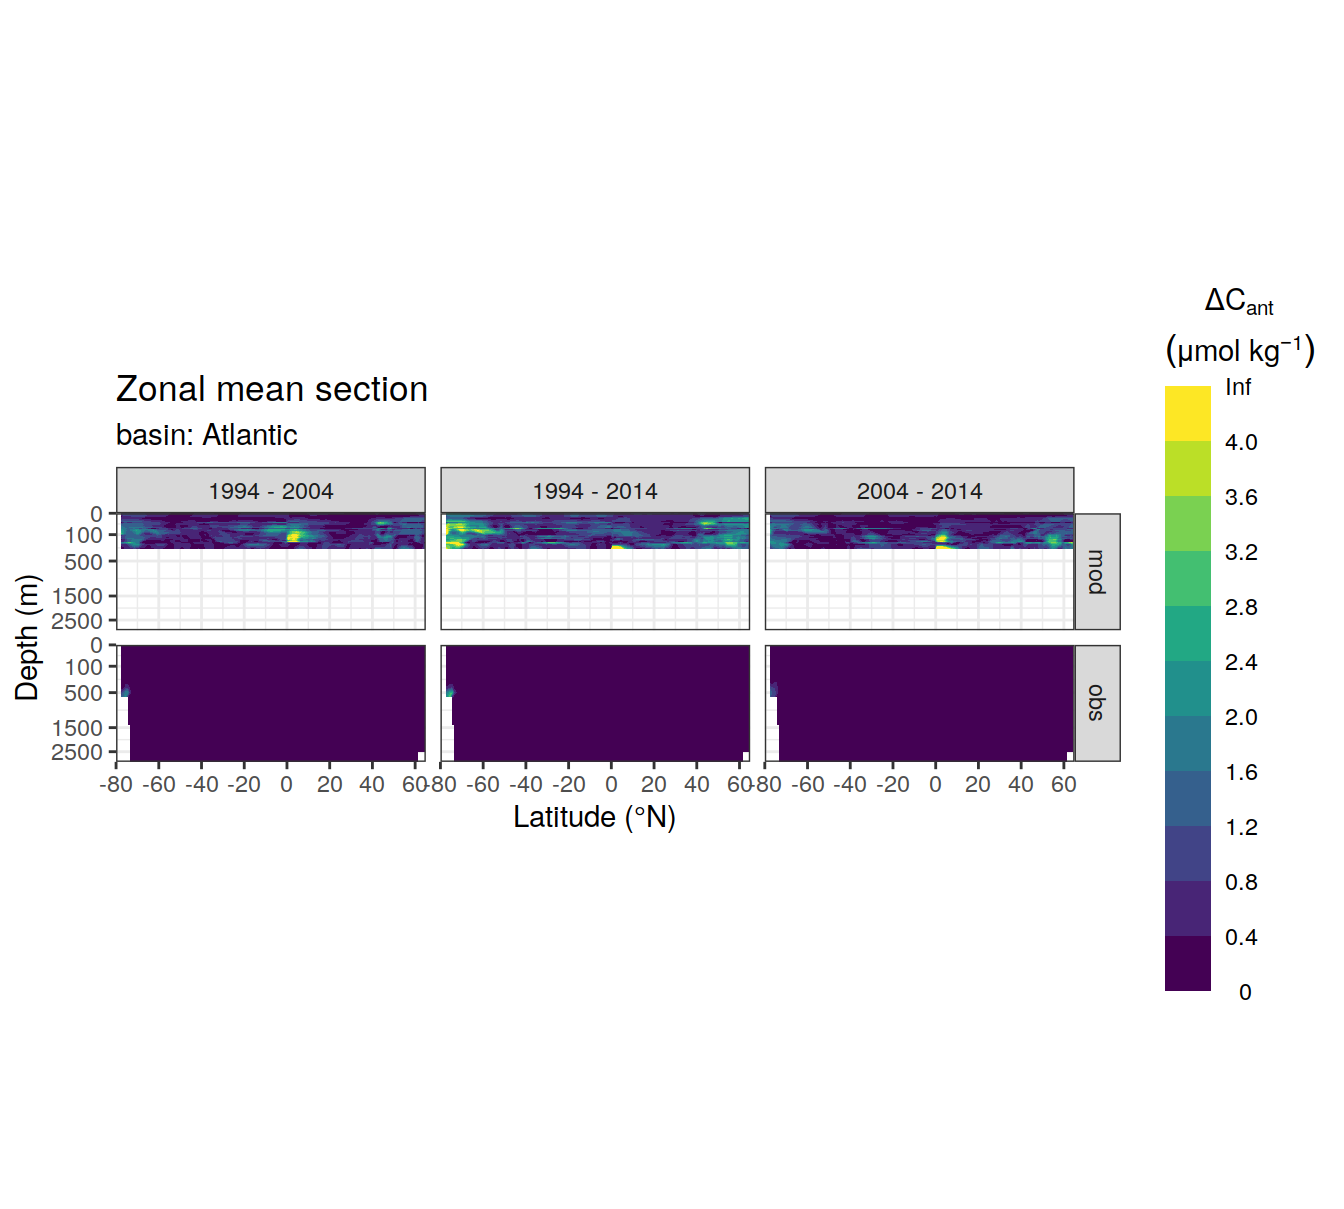 ΔCant
(µmol kg⁻¹)
Inf
4.0
3.6
3.2
2.8
2.4
2.0
1.6
1.2
0.8
0.4
0
Zonal mean section
basin: Atlantic
1994 - 2004
1994 - 2014
2004 - 2014
Depth (m)
0
100
500
1500
2500
mod
0
100
500
1500
2500
obs
-80 -60 -40 -20 0 20 40 60
-80 -60 -40 -20 0 20 40 60
-80 -60 -40 -20 0 20 40 60
Latitude (°N)